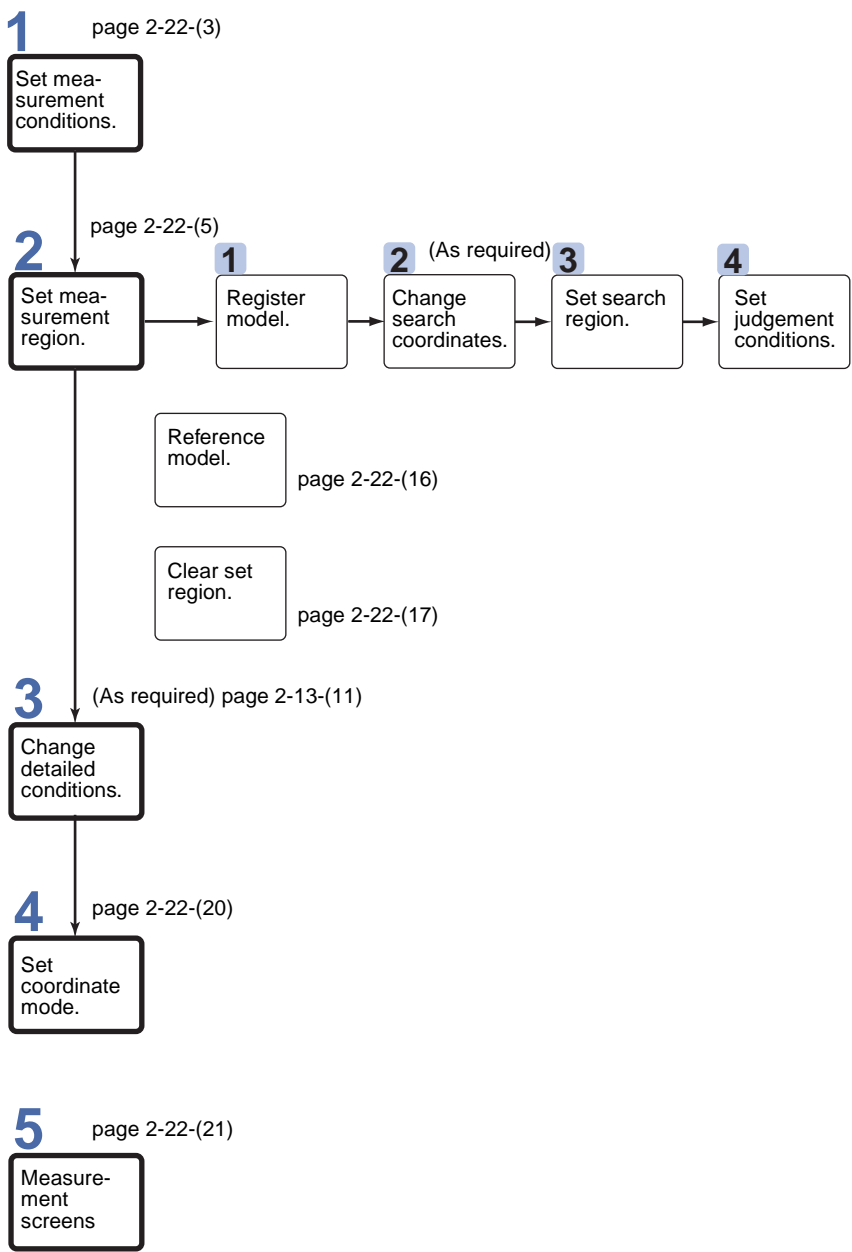 1
page 2-22-(3)
Set mea-
surement
conditions.
2
page 2-22-(5)
Set mea-
surement
region.
1
Register
model.
2
(As required)
Change
search
coordinates.
3
Set search
region.
4
Set
judgement
conditions.
Reference
model.
page 2-22-(16)
Clear set
region.
page 2-22-(17)
3
(As required) page 2-13-(11)
Change
detailed
conditions.
4
page 2-22-(20)
Set
coordinate
mode.
5
page 2-22-(21)
Measure-
ment
screens